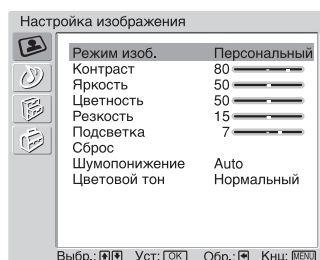 Настройка изображения
Режим изоб. Персональный
Контраст 80
Яркость 50
Цветность 50
Резкость 15
Подсветка 7
Сброс
Шумопонижение Auto
Цветовой тон Нормальный
Выбр.: Уст: OK Обр.: Кнц: MENU